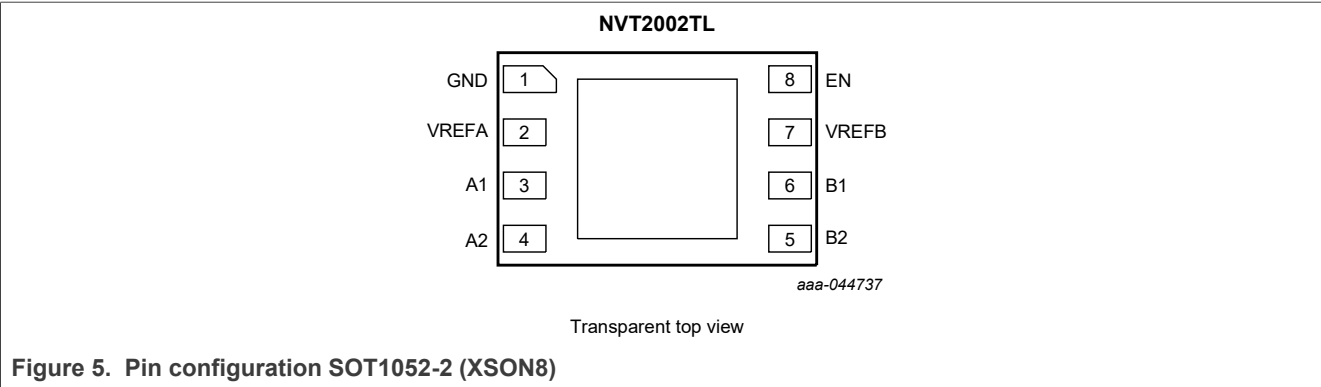 NVT2002TL
GND 1 8 EN
VREFA 2 7 VREFB
A1 3 6 B1
A2 4 5 B2
aaa-044737
Transparent top view
Figure 5. Pin configuration SOT1052-2 (XSON8)